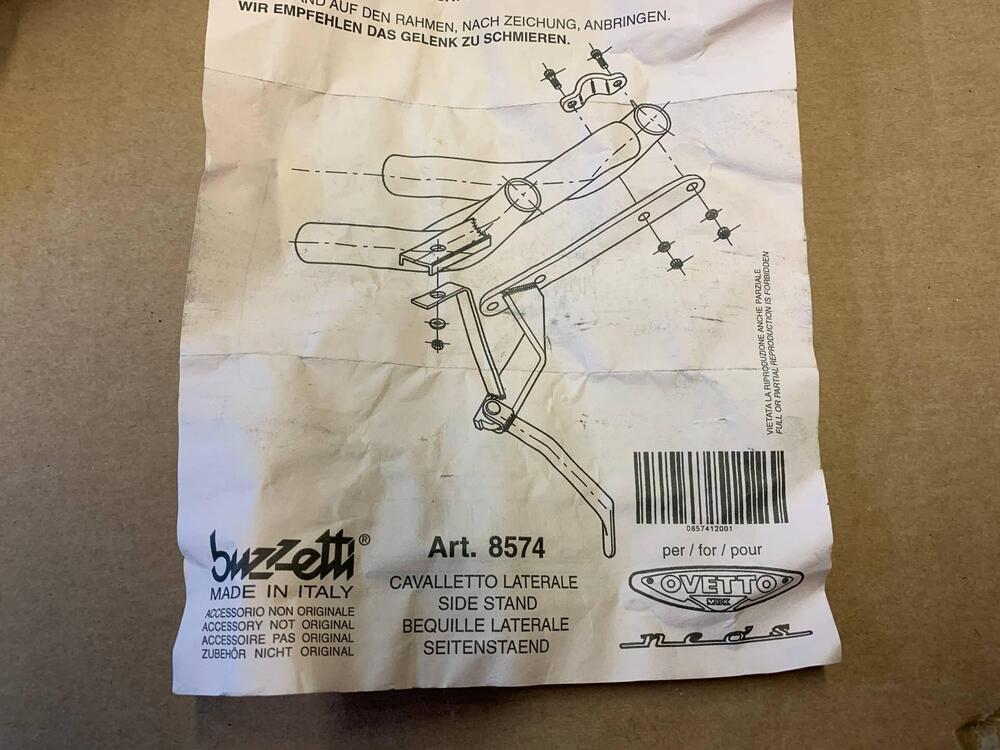 AUF DEN RAHMEN, NACH ZEICHUNG, ANBRINGEN.
WIR EMPFEHLEN DAS GELENK ZU SCHMIEREN.
VIETATA LA RIPRODUZIONE ANCHE PARZIALE
FULL OR PARTIAL REPRODUCTION IS FORBIDDEN
0857412001
buzzetti®
MADE IN ITALY
ACCESSORIO NON ORIGINALE
ACCESSORY NOT ORIGINAL
ACCESSOIRE PAS ORIGINAL
ZUBEHÖR NICHT ORIGINAL
Art. 8574
CAVALLETTO LATERALE
SIDE STAND
BEQUILLE LATERALE
SEITENSTAEND
per / for / pour
OVETTO
MBK
neo's